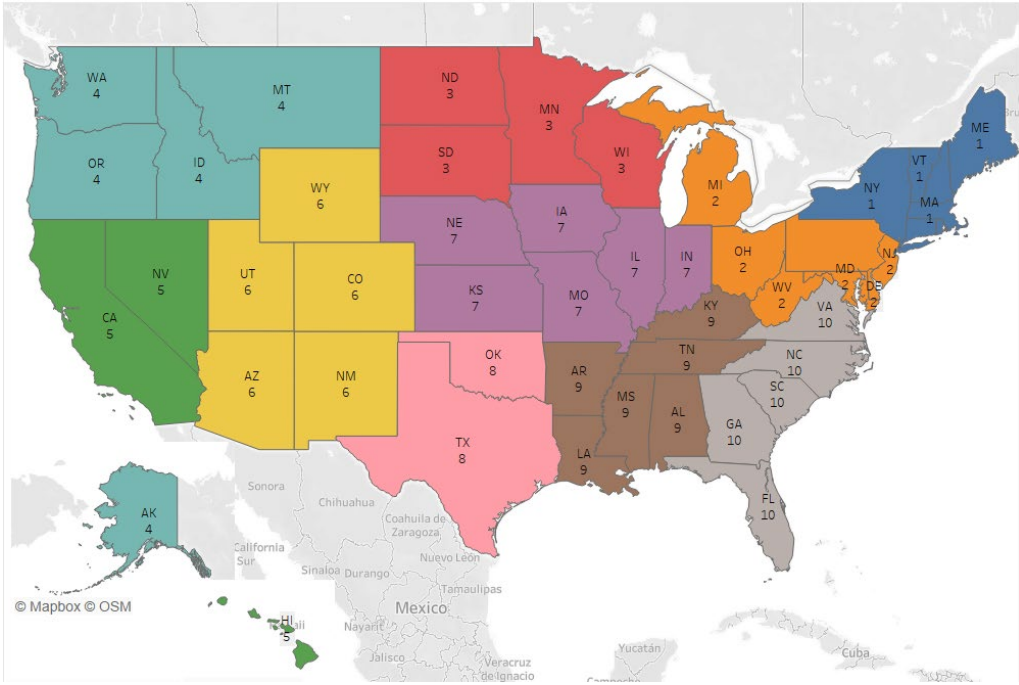 WA
4
MT
4
ND
3
MN
3
ME
1
OR
4
ID
4
SD
3
WI
3
VT
1
NY
1
MA
1
WY
6
MI
2
NE
7
IA
7
NV
5
UT
6
CO
6
IL
7
IN
7
OH
2
NJ
2
MD
2
DE
2
WV
2
CA
5
KS
7
MO
7
KY
9
VA
10
AZ
6
NM
6
OK
8
AR
9
TN
9
NC
10
SC
10
MS
9
AL
9
GA
10
TX
8
LA
9
FL
10
Sonora
Chihuahua
AK
4
Coahuila de
Zaragoza
California
Sur
Sinaloa
Durango
Nuevo León
Tamaulipas
© Mapbox © OSM
Mexico
HI
5
Nayarit
Jalisco
Veracruz
de Ignacio
Yucatán
Campeche
Cuba